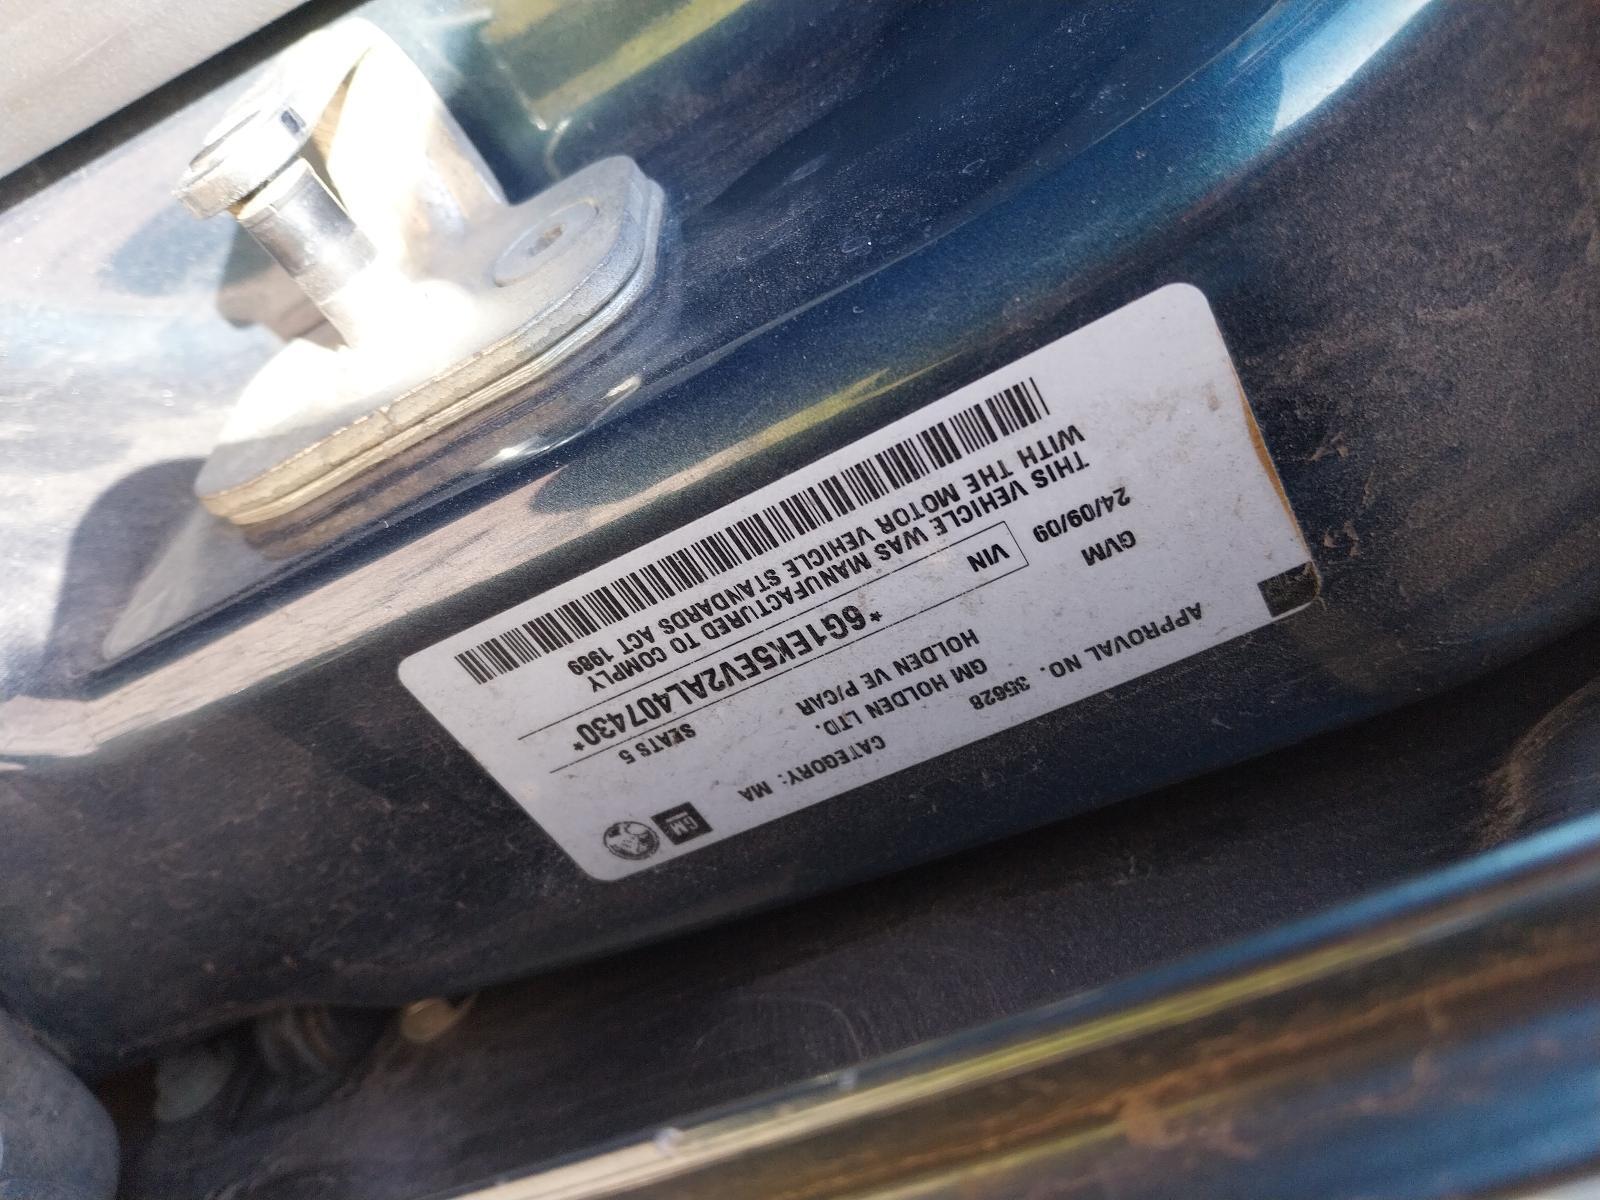 APPROVAL NO. 35628 CATEGORY: MA
GM HOLDEN LTD.
GVM HOLDEN VE P/CAR
24/09/09 SEATS 5
VIN *6G1EK5EV2AL407430*
THIS VEHICLE WAS MANUFACTURED TO COMPLY
WITH THE MOTOR VEHICLE STANDARDS ACT 1989
GM